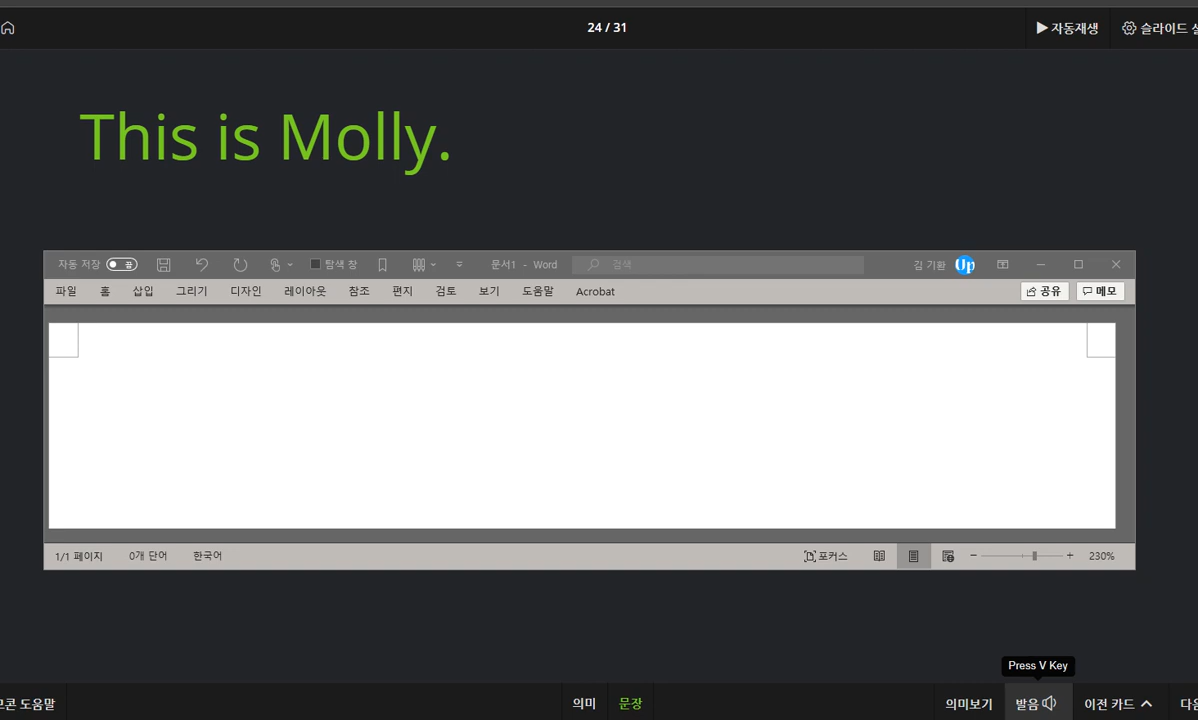 24 / 31
자동재생
슬라이드
This is Molly.
자동 저장 끔
탐색 창
문서1 - Word
검색
김 기환
Up
파일 홈 삽입 그리기 디자인 레이아웃 참조 편지 검토 보기 도움말 Acrobat
공유
메모
1/1 페이지 0개 단어 한국어
포커스
230%
Press V Key
도움말
의미
문장
의미보기
발음
이전 카드